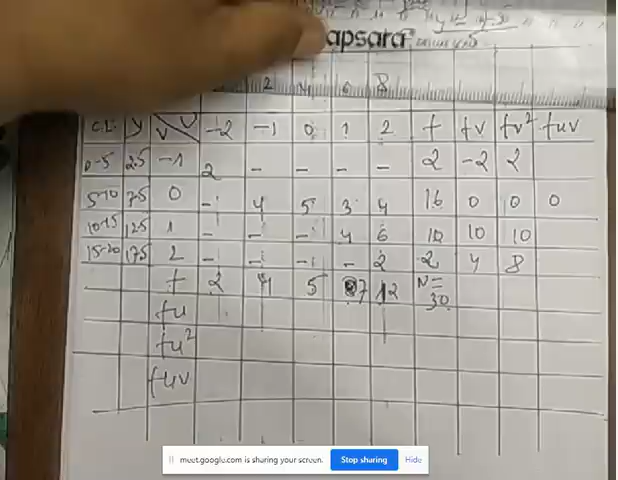 apsara
2 6 8
C.I. y V U -2 -1 0 1 2 f fv fv² fuv
0-5 2.5 -1 2 - - - - 2 -2 2
5-10 7.5 0 - 4 5 3 4 16 0 0 0
10-15 12.5 1 - - - 4 6 10 10 10
15-20 17.5 2 - - - - 2 2 4 8
f 2 4 5 7 12 N=
30
fu
fu²
fuv
meet.google.com is sharing your screen. Stop sharing Hide